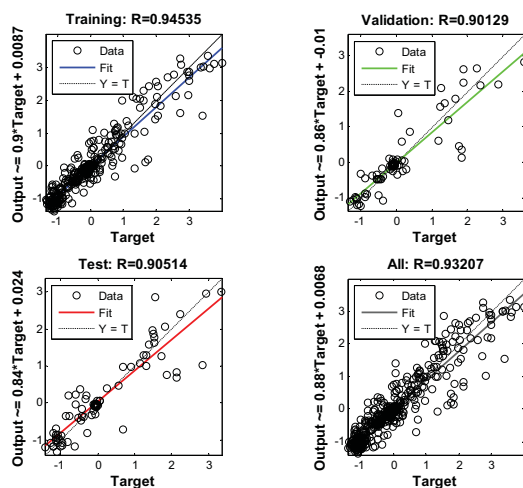 Training: R=0.94535
Output ~= 0.9*Target + 0.0087
3
2
1
0
-1
Data
Fit
Y = T
-1 0 1 2 3
Target
Validation: R=0.90129
Output ~= 0.86*Target + -0.01
3
2
1
0
-1
Data
Fit
Y = T
-1 0 1 2 3
Target
Test: R=0.90514
Output ~= 0.84*Target + 0.024
3
2
1
0
-1
Data
Fit
Y = T
-1 0 1 2 3
Target
All: R=0.93207
Output ~= 0.88*Target + 0.0068
3
2
1
0
-1
Data
Fit
Y = T
-1 0 1 2 3
Target